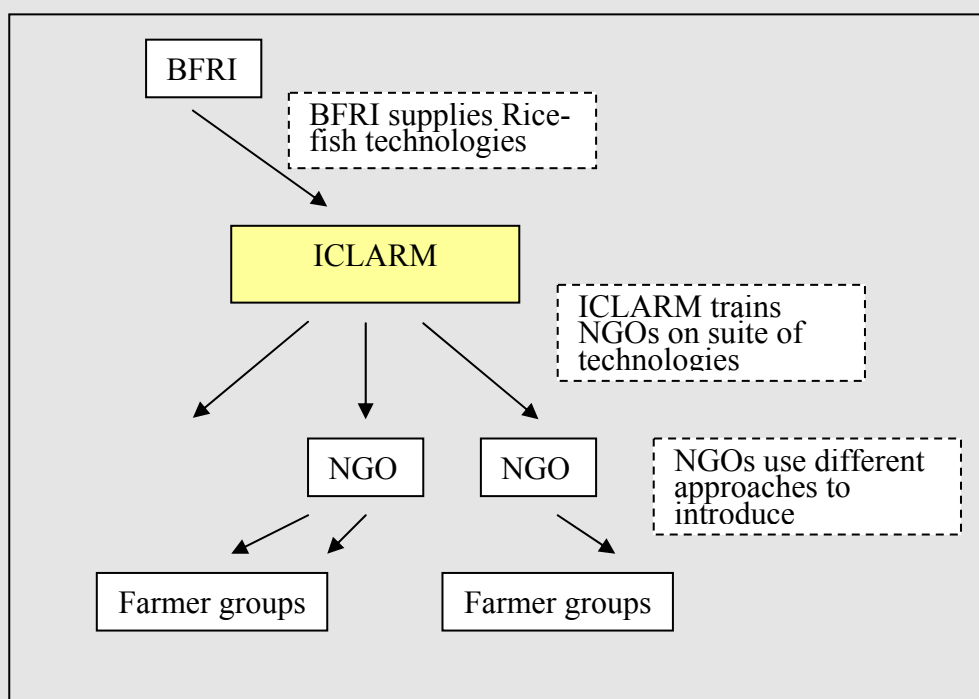 BFRI
BFRI supplies Rice-
fish technologies
ICLARM
ICLARM trains
NGOs on suite of
technologies
NGO
NGO
NGOs use different
approaches to
introduce
Farmer groups
Farmer groups